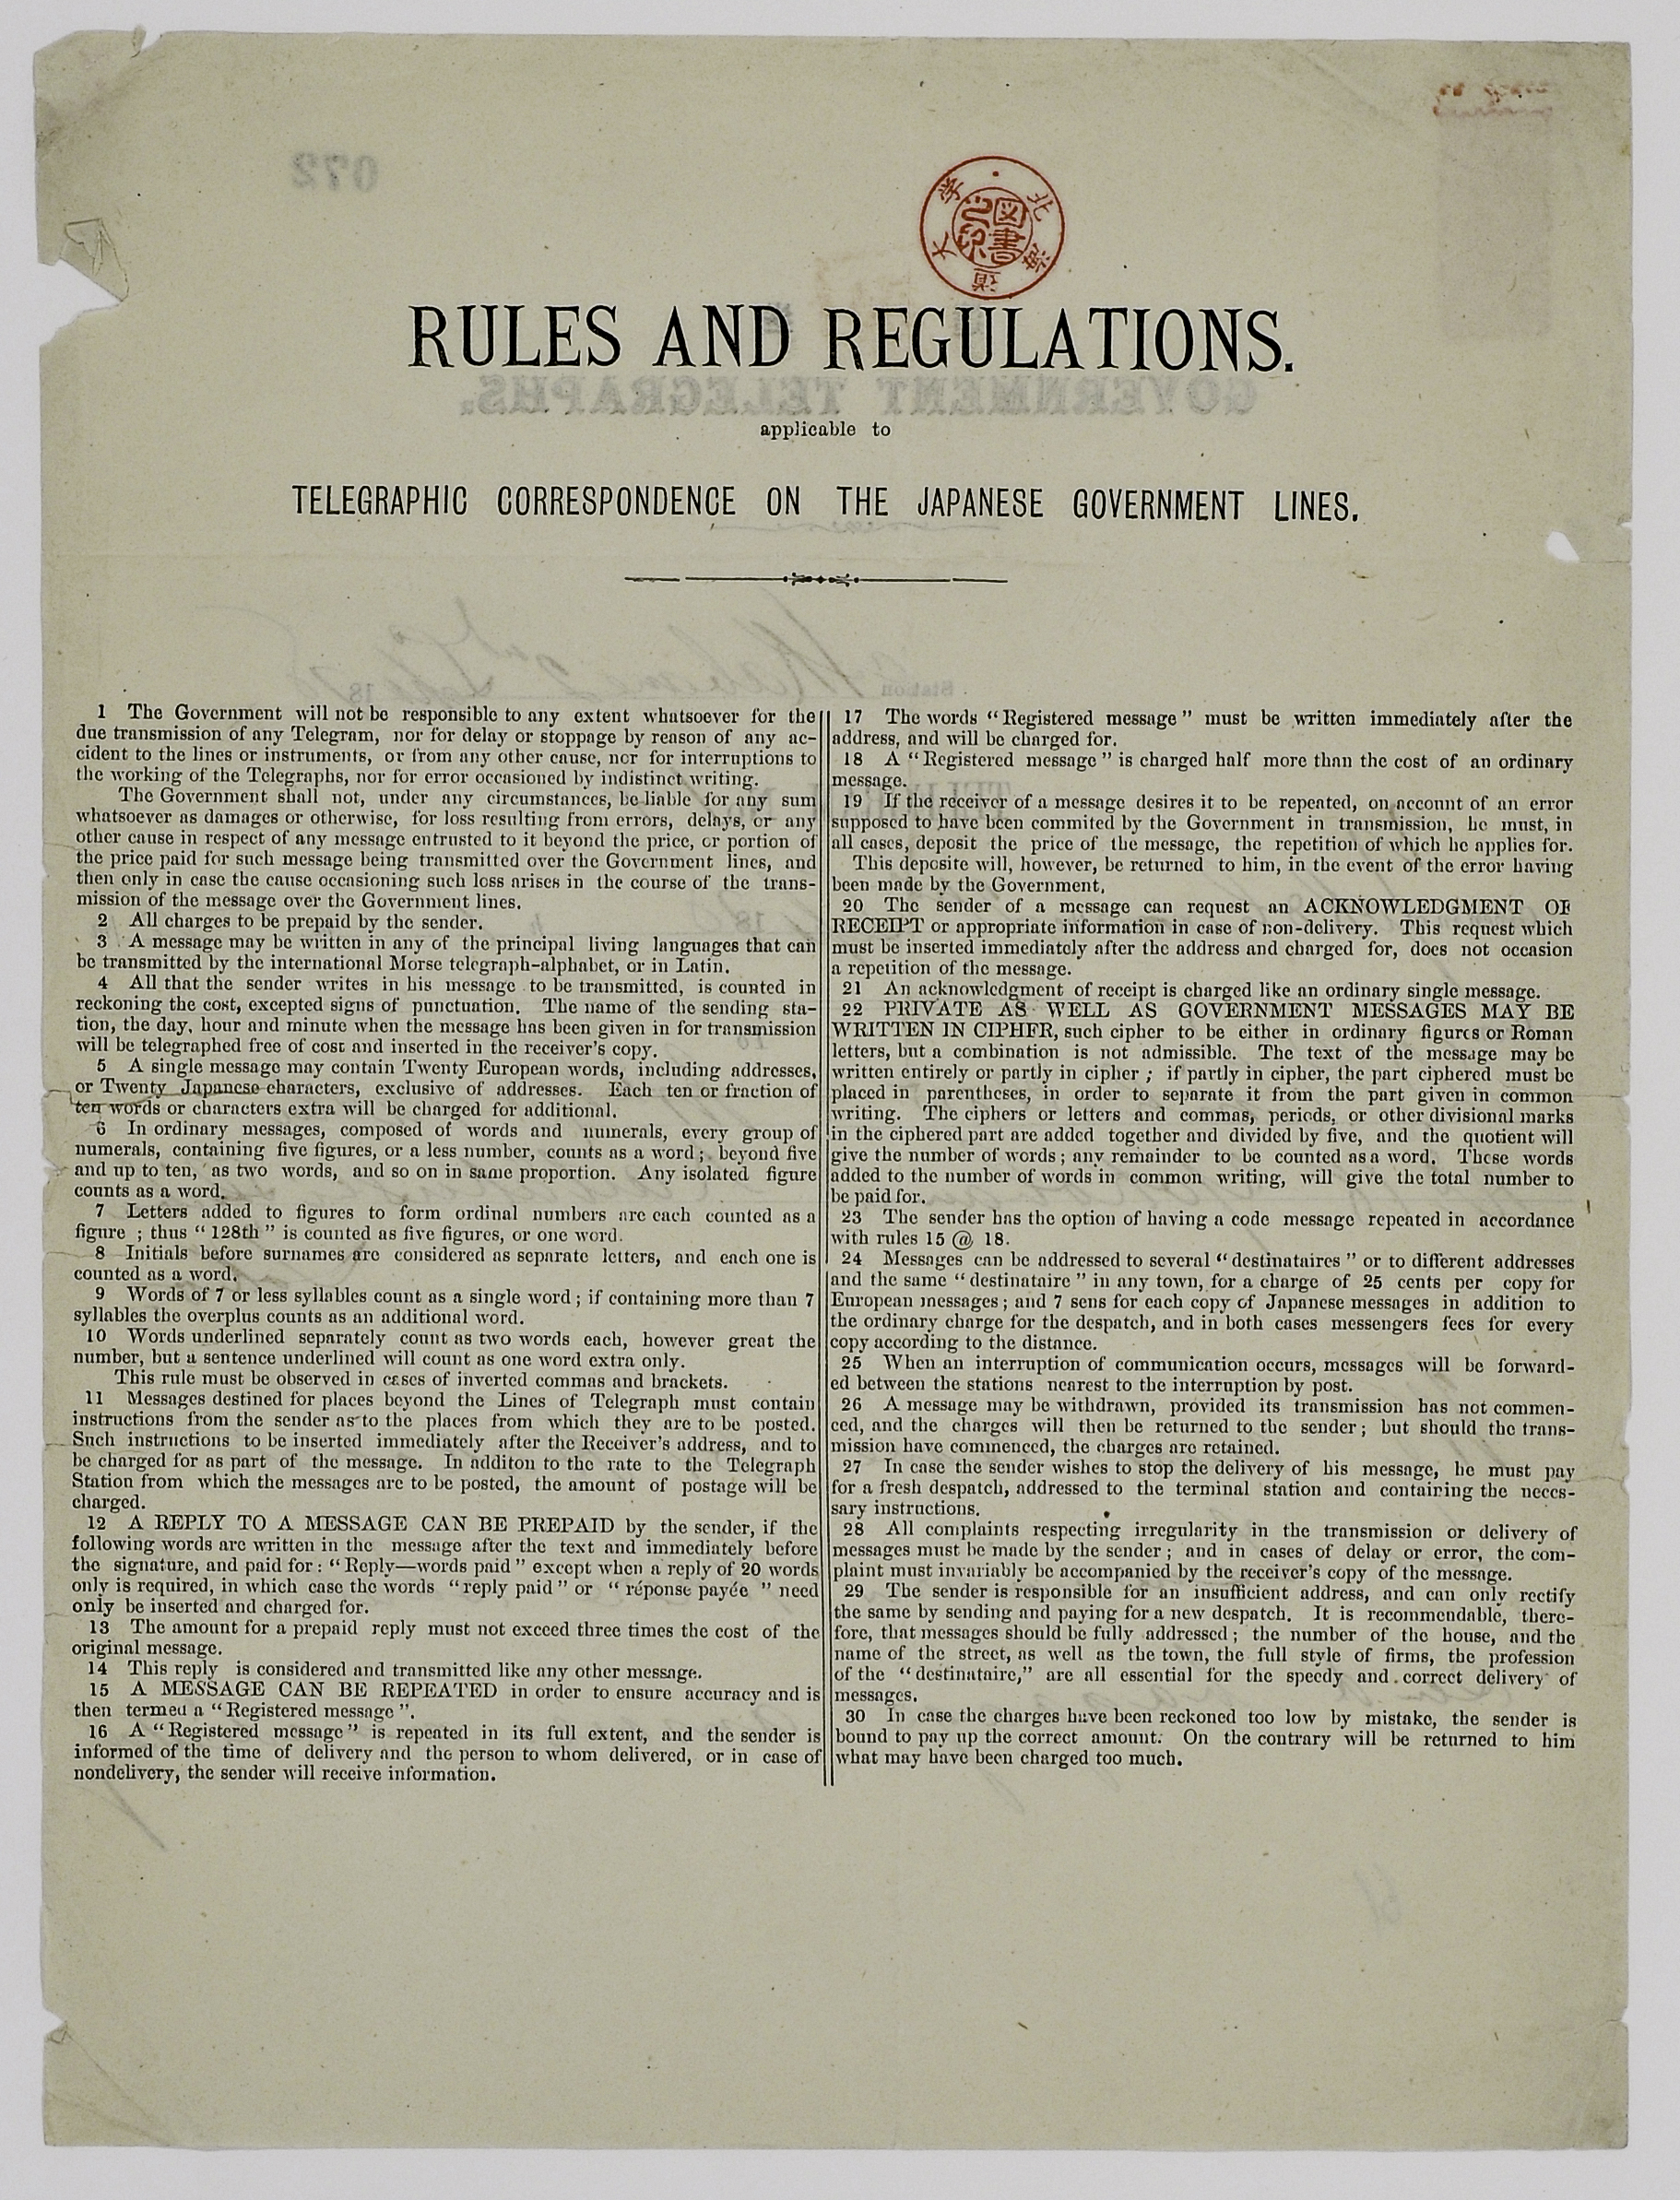 072
北海道大学
図書之印
RULES AND REGULATIONS.
GOVERNMENT TELEGRAPHS.
applicable to
TELEGRAPHIC CORRESPONDENCE ON THE JAPANESE GOVERNMENT LINES.
Station
1 The Government will not be responsible to any extent whatsoever for the
due transmission of any Telegram, nor for delay or stoppage by reason of any ac-
cident to the lines or instruments, or from any other cause, nor for interruptions to
the working of the Telegraphs, nor for error occasioned by indistinct writing.
The Government shall not, under any circumstances, be liable for any sum
whatsoever as damages or otherwise, for loss resulting from errors, delays, or any
other cause in respect of any message entrusted to it beyond the price, or portion of
the price paid for such message being transmitted over the Government lines, and
then only in case the cause occasioning such loss arises in the course of the trans-
mission of the message over the Government lines.
2 All charges to be prepaid by the sender.
3 A message may be written in any of the principal living languages that can
be transmitted by the international Morse telegraph-alphabet, or in Latin.
4 All that the sender writes in his message to be transmitted, is counted in
reckoning the cost, excepted signs of punctuation. The name of the sending sta-
tion, the day, hour and minute when the message has been given in for transmission
will be telegraphed free of cost and inserted in the receiver's copy.
5 A single message may contain Twenty European words, including addresses,
or Twenty Japanese characters, exclusive of addresses. Each ten or fraction of
ten words or characters extra will be charged for additional.
6 In ordinary messages, composed of words and numerals, every group of
numerals, containing five figures, or a less number, counts as a word; beyond five
and up to ten, as two words, and so on in same proportion. Any isolated figure
counts as a word.
7 Letters added to figures to form ordinal numbers are each counted as a
figure ; thus "128th" is counted as five figures, or one word.
8 Initials before surnames are considered as separate letters, and each one is
counted as a word.
9 Words of 7 or less syllables count as a single word; if containing more than 7
syllables the overplus counts as an additional word.
10 Words underlined separately count as two words each, however great the
number, but a sentence underlined will count as one word extra only.
This rule must be observed in cases of inverted commas and brackets.
11 Messages destined for places beyond the Lines of Telegraph must contain
instructions from the sender as to the places from which they are to be posted.
Such instructions to be inserted immediately after the Receiver's address, and to
be charged for as part of the message. In additon to the rate to the Telegraph
Station from which the messages are to be posted, the amount of postage will be
charged.
12 A REPLY TO A MESSAGE CAN BE PREPAID by the sender, if the
following words are written in the message after the text and immediately before
the signature, and paid for: "Reply—words paid" except when a reply of 20 words
only is required, in which case the words "reply paid" or "réponse payée" need
only be inserted and charged for.
13 The amount for a prepaid reply must not exceed three times the cost of the
original message.
14 This reply is considered and transmitted like any other message.
15 A MESSAGE CAN BE REPEATED in order to ensure accuracy and is
then termed a "Registered message".
16 A "Registered message" is repeated in its full extent, and the sender is
informed of the time of delivery and the person to whom delivered, or in case of
nondelivery, the sender will receive information.
17 The words "Registered message" must be written immediately after the
address, and will be charged for.
18 A "Registered message" is charged half more than the cost of an ordinary
message.
19 If the receiver of a message desires it to be repeated, on account of an error
supposed to have been commited by the Government in transmission, he must, in
all cases, deposit the price of the message, the repetition of which he applies for.
This deposite will, however, be returned to him, in the event of the error having
been made by the Government.
20 The sender of a message can request an ACKNOWLEDGMENT OF
RECEIPT or appropriate information in case of non-delivery. This request which
must be inserted immediately after the address and charged for, does not occasion
a repetition of the message.
21 An acknowledgment of receipt is charged like an ordinary single message.
22 PRIVATE AS WELL AS GOVERNMENT MESSAGES MAY BE
WRITTEN IN CIPHER, such cipher to be either in ordinary figures or Roman
letters, but a combination is not admissible. The text of the message may be
written entirely or partly in cipher ; if partly in cipher, the part ciphered must be
placed in parentheses, in order to separate it from the part given in common
writing. The ciphers or letters and commas, periods, or other divisional marks
in the ciphered part are added together and divided by five, and the quotient will
give the number of words; any remainder to be counted as a word. These words
added to the number of words in common writing, will give the total number to
be paid for.
23 The sender has the option of having a code message repeated in accordance
with rules 15 @ 18.
24 Messages can be addressed to several "destinataires" or to different addresses
and the same "destinataire" in any town, for a charge of 25 cents per copy for
European messages; and 7 sens for each copy of Japanese messages in addition to
the ordinary charge for the despatch, and in both cases messengers fees for every
copy according to the distance.
25 When an interruption of communication occurs, messages will be forward-
ed between the stations nearest to the interruption by post.
26 A message may be withdrawn, provided its transmission has not commen-
ced, and the charges will then be returned to the sender; but should the trans-
mission have commenced, the charges are retained.
27 In case the sender wishes to stop the delivery of his message, he must pay
for a fresh despatch, addressed to the terminal station and containing the neces-
sary instructions.
28 All complaints respecting irregularity in the transmission or delivery of
messages must be made by the sender ; and in cases of delay or error, the com-
plaint must invariably be accompanied by the receiver's copy of the message.
29 The sender is responsible for an insufficient address, and can only rectify
the same by sending and paying for a new despatch. It is recommendable, there-
fore, that messages should be fully addressed; the number of the house, and the
name of the street, as well as the town, the full style of firms, the profession
of the "destinataire," are all essential for the speedy and correct delivery of
messages.
30 In case the charges have been reckoned too low by mistake, the sender is
bound to pay up the correct amount. On the contrary will be returned to him
what may have been charged too much.